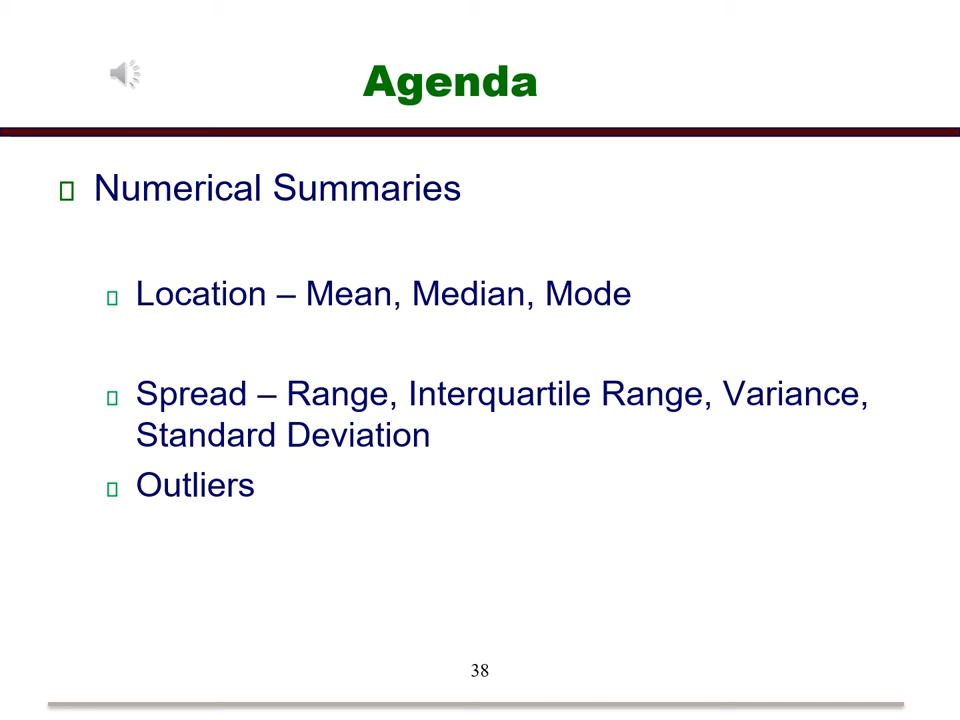 Agenda
Numerical Summaries
Location – Mean, Median, Mode
Spread – Range, Interquartile Range, Variance,
Standard Deviation
Outliers
38